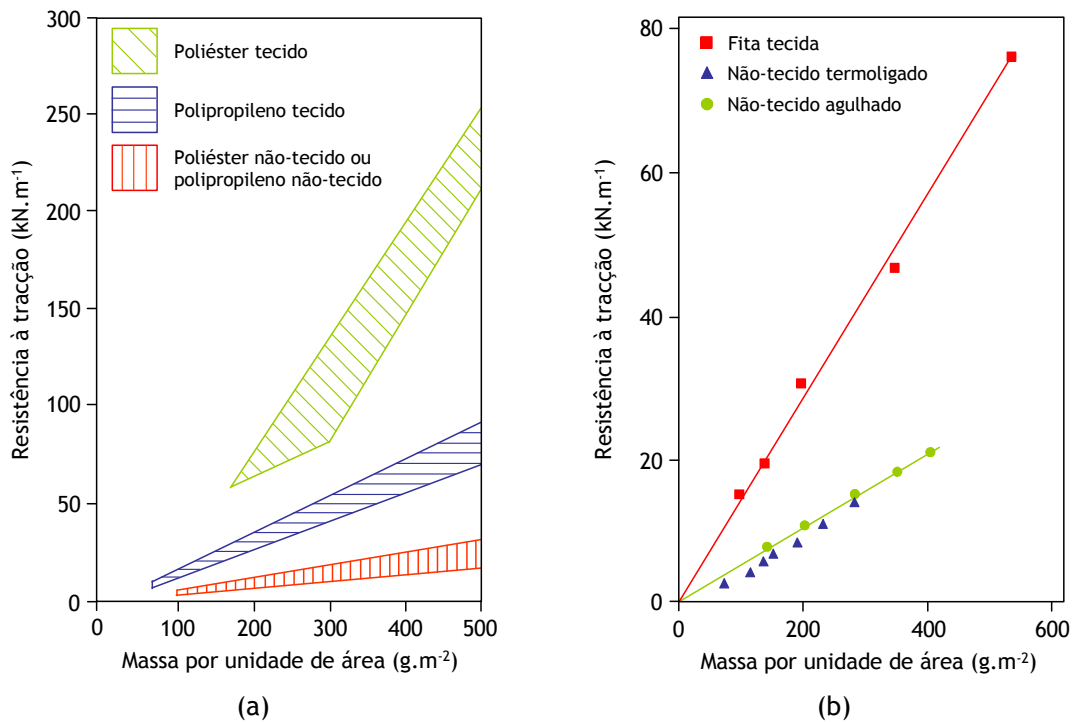 300
250
200
150
100
50
0
0
100
200
300
400
500
Resistência à tracção (kN.m-1)
Massa por unidade de área (g.m-2)
Poliéster tecido
Polipropileno tecido
Poliéster não-tecido ou
polipropileno não-tecido
(a)
80
60
40
20
0
0
200
400
600
Resistência à tracção (kN.m-1)
Massa por unidade de área (g.m-2)
Fita tecida
Não-tecido termoligado
Não-tecido agulhado
(b)